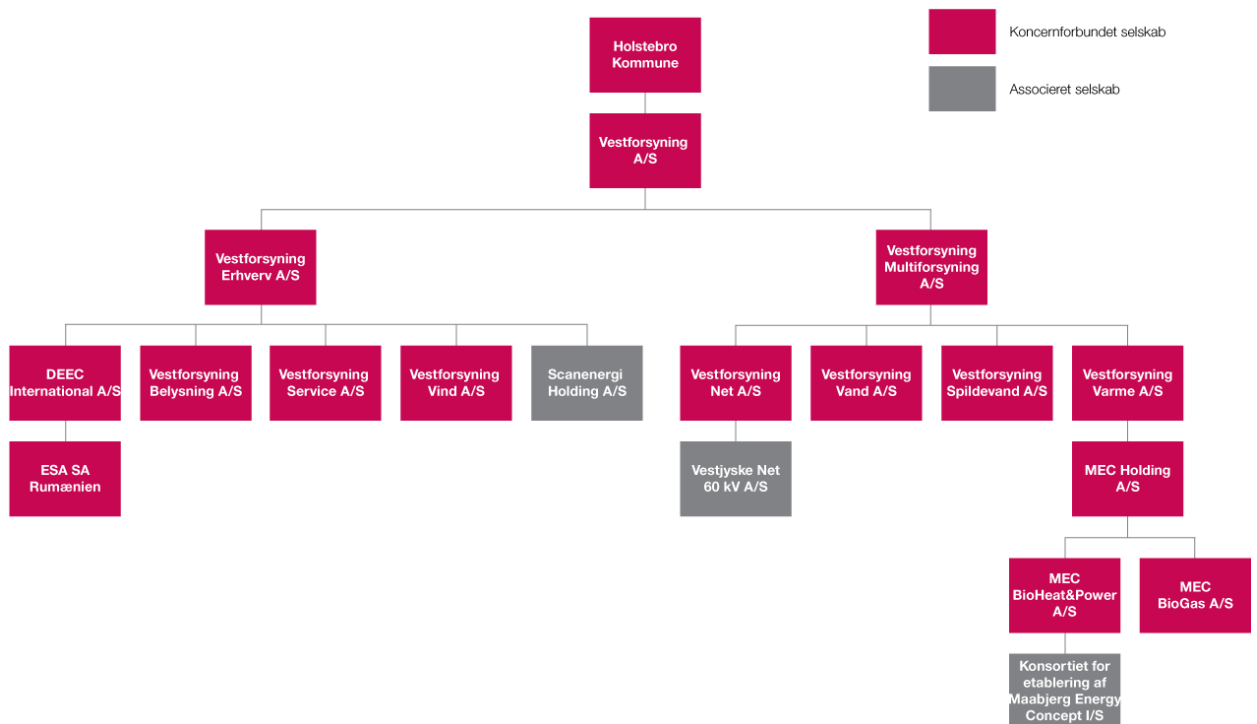 Holstebro
Kommune
Koncernforbundet selskab
Associeret selskab
Vestforsyning
A/S
Vestforsyning
Erhverv A/S
Vestforsyning
Multiforsyning
A/S
DEEC
International A/S
Vestforsyning
Belysning A/S
Vestforsyning
Service A/S
Vestforsyning
Vind A/S
Scanenergi
Holding A/S
Vestforsyning
Net A/S
Vestforsyning
Vand A/S
Vestforsyning
Spildevand A/S
Vestforsyning
Varme A/S
ESA SA
Rumænien
Vestjyske Net
60 kV A/S
MEC Holding
A/S
MEC
BioHeat&Power
A/S
MEC
BioGas A/S
Konsortiet for
etablering af
Maabjerg Energy
Concept I/S